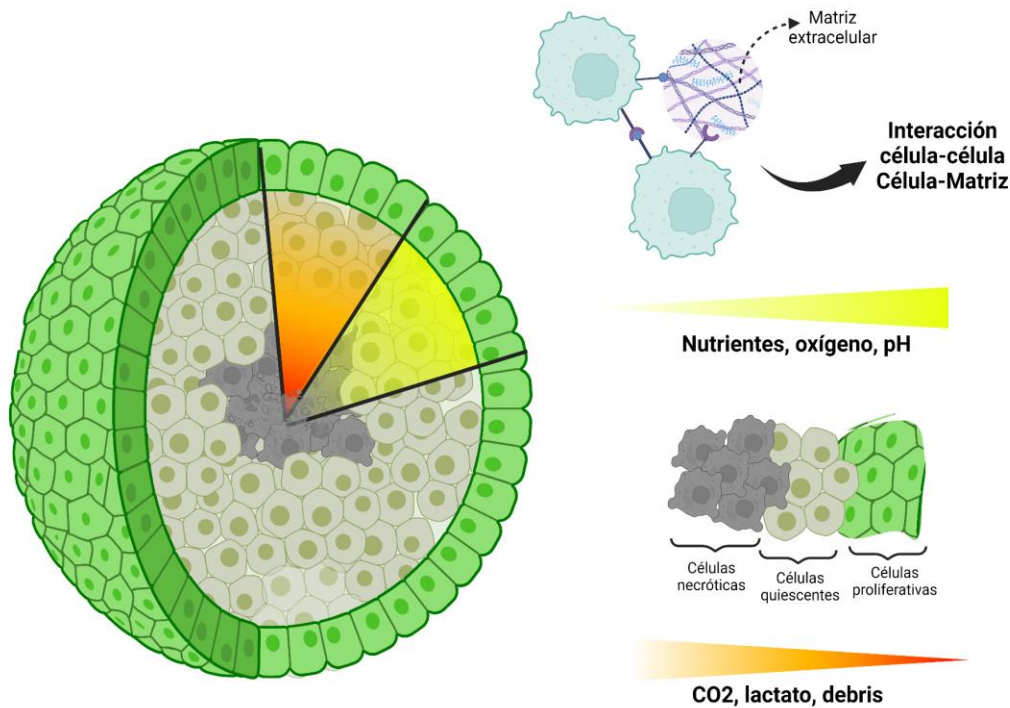 Matriz
extracelular
Interacción
célula-célula
Célula-Matriz
Nutrientes, oxígeno, pH
Células
necróticas
Células
quiescentes
Células
proliferativas
CO2, lactato, debris